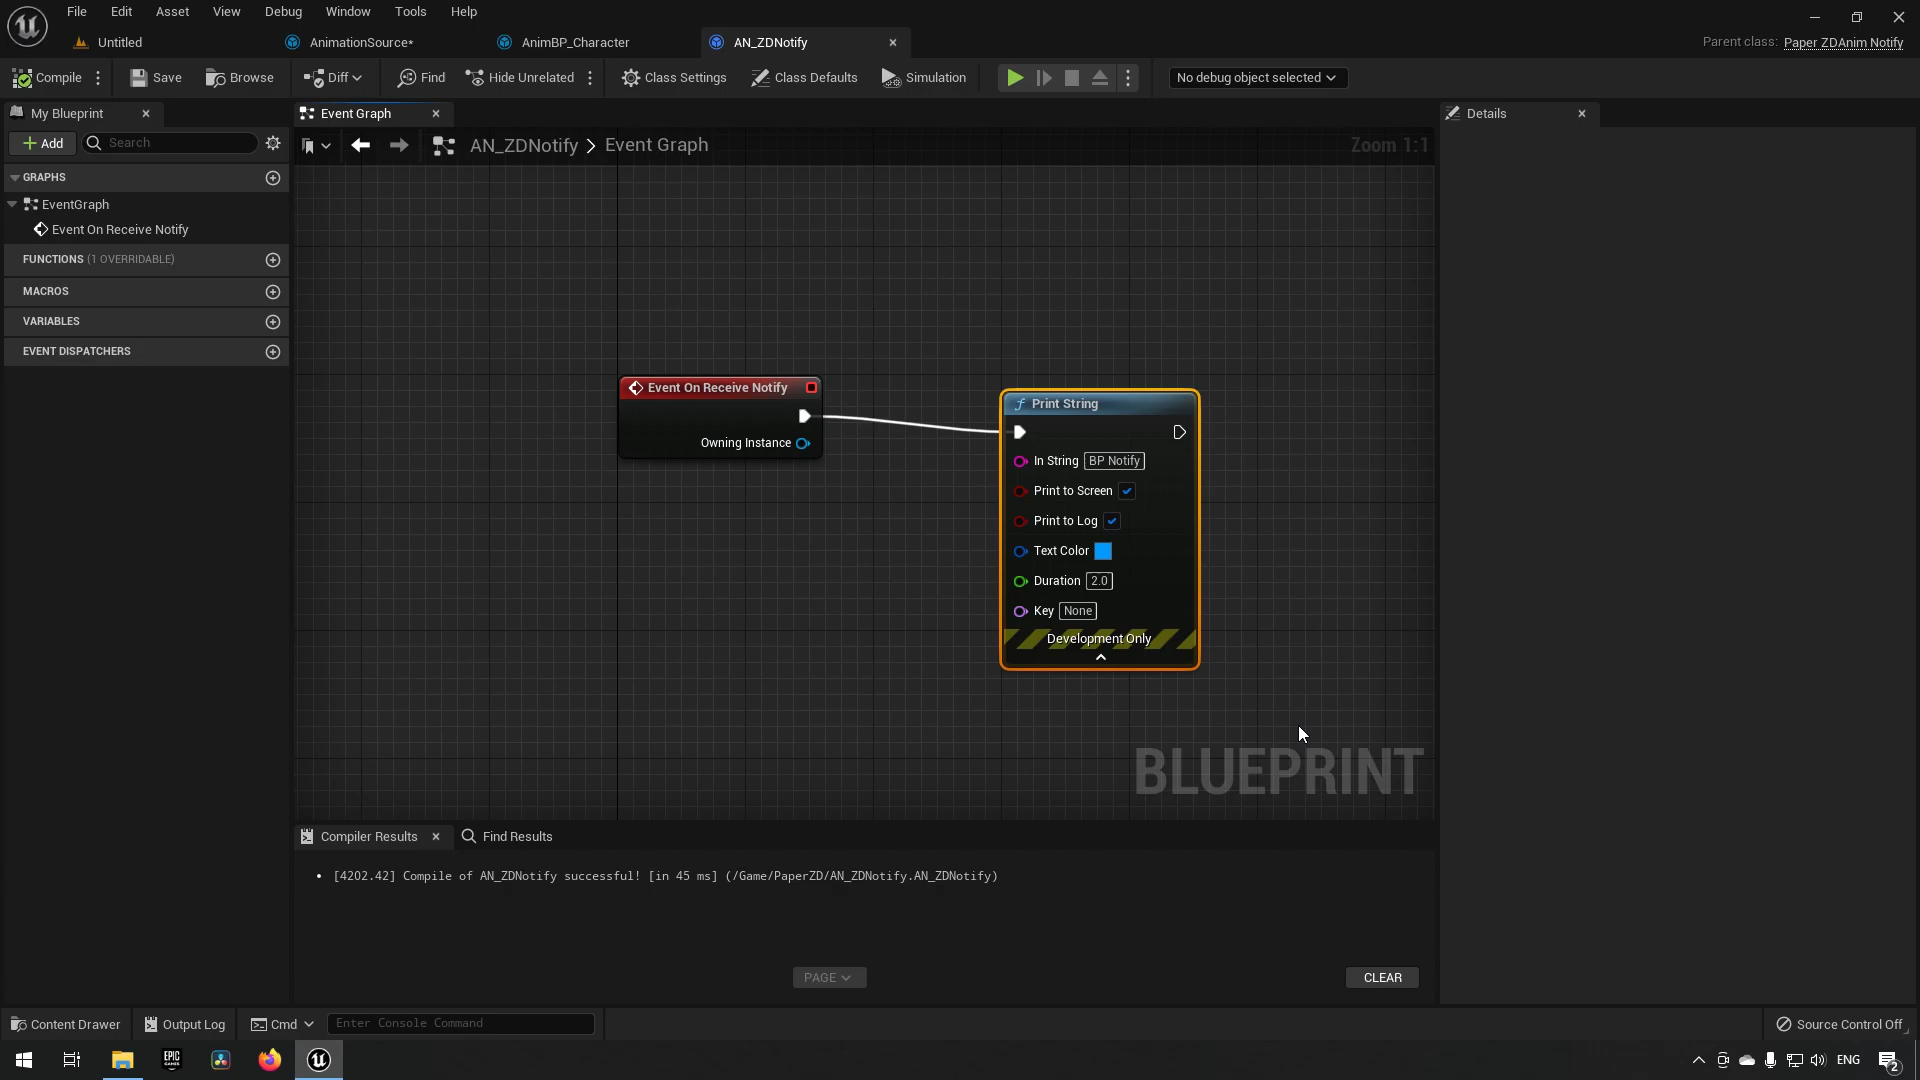 File Edit Asset View Debug Window Tools Help
Untitled AnimationSource* AnimBP_Character AN_ZDNotify Parent class: Paper ZDAnim Notify
Compile Save Browse Diff Find Hide Unrelated Class Settings Class Defaults Simulation No debug object selected
My Blueprint Event Graph Details
Add Search AN_ZDNotify > Event Graph Zoom 1:1
GRAPHS
EventGraph
Event On Receive Notify
FUNCTIONS (1 OVERRIDABLE)
MACROS
VARIABLES
EVENT DISPATCHERS
Event On Receive Notify
Owning Instance
f Print String
In String BP Notify
Print to Screen
Print to Log
Text Color
Duration 2.0
Key None
Development Only
BLUEPRINT
Compiler Results Find Results
• [4202.42] Compile of AN_ZDNotify successful! [in 45 ms] (/Game/PaperZD/AN_ZDNotify.AN_ZDNotify)
PAGE CLEAR
Content Drawer Output Log Cmd Enter Console Command Source Control Off
EPIC GAMES ENG 2